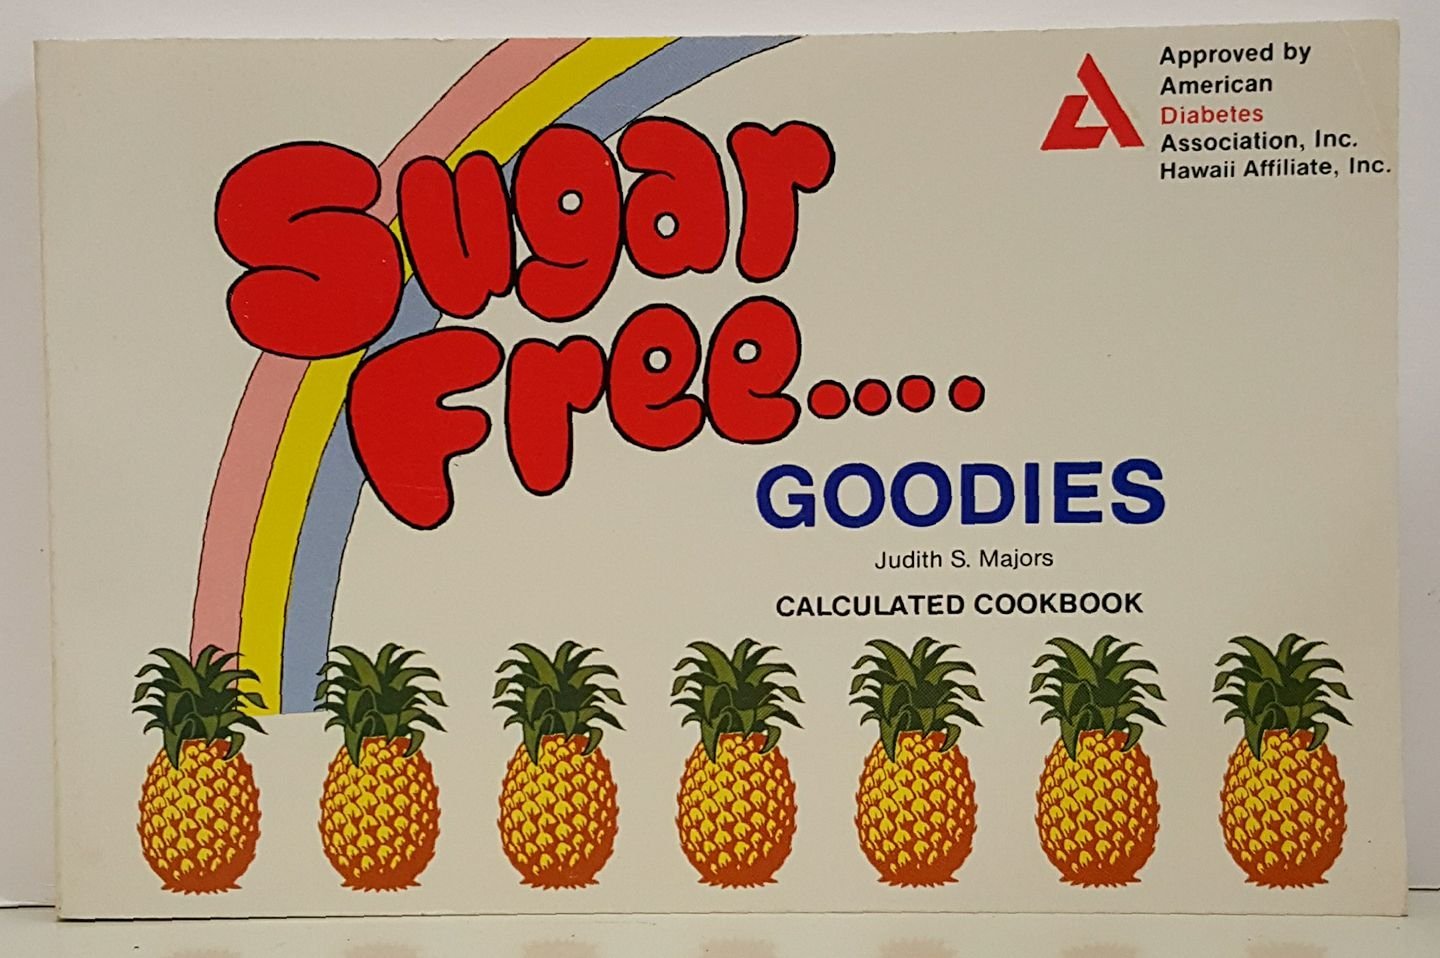 Approved by
American
Diabetes
Association, Inc.
Hawaii Affiliate, Inc.
Sugar
Free....
GOODIES
Judith S. Majors
CALCULATED COOKBOOK